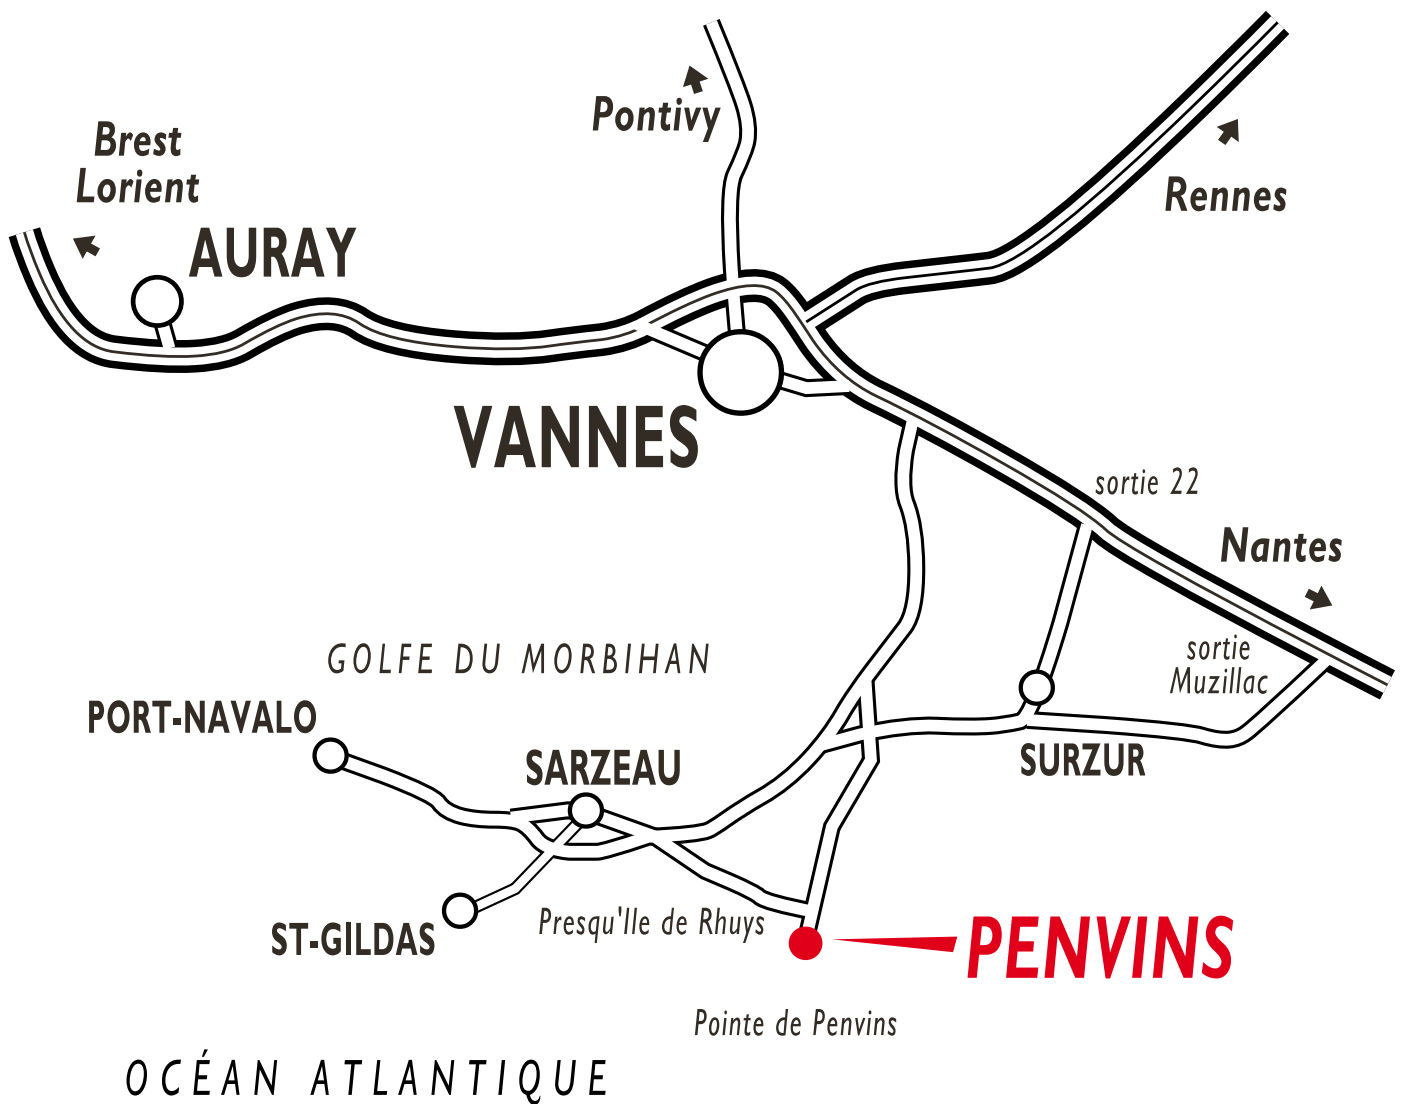 Pontivy
Brest
Lorient
Rennes
AURAY
VANNES
sortie 22
Nantes
GOLFE DU MORBIHAN
sortie
Muzillac
PORT-NAVALO
SARZEAU
SURZUR
ST-GILDAS
Presqu'lle de Rhuys
PENVINS
Pointe de Penvins
OCÉAN ATLANTIQUE